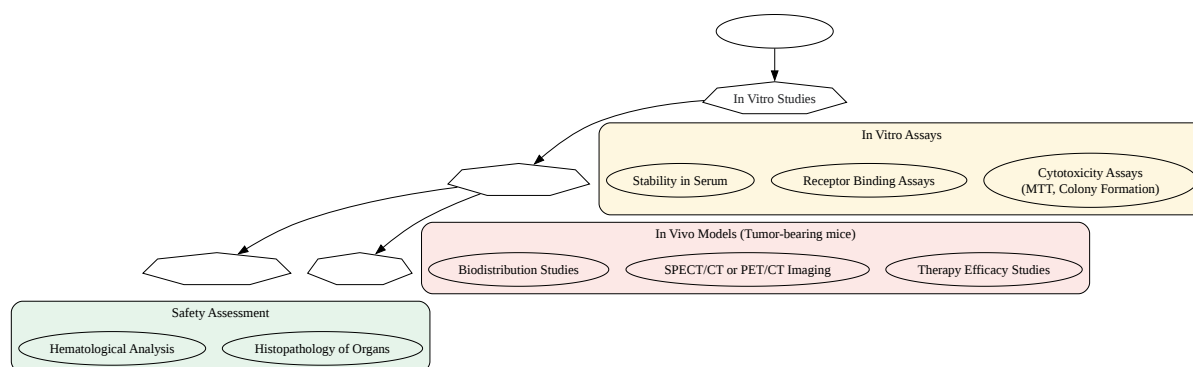 In Vitro Studies
In Vitro Assays
Stability in Serum
Receptor Binding Assays
Cytotoxicity Assays
(MTT, Colony Formation)
In Vivo Models (Tumor-bearing mice)
Biodistribution Studies
SPECT/CT or PET/CT Imaging
Therapy Efficacy Studies
Safety Assessment
Hematological Analysis
Histopathology of Organs